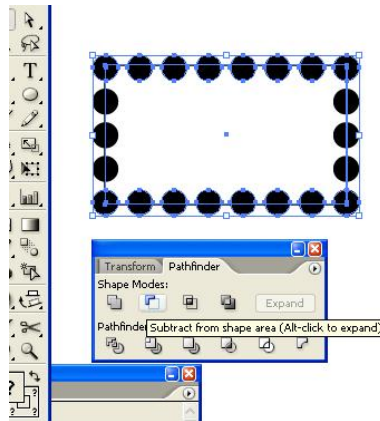 T
Transform Pathfinder
Shape Modes:
Expand
Pathfinder
Subtract from shape area (Alt-click to expand)
?
?
?